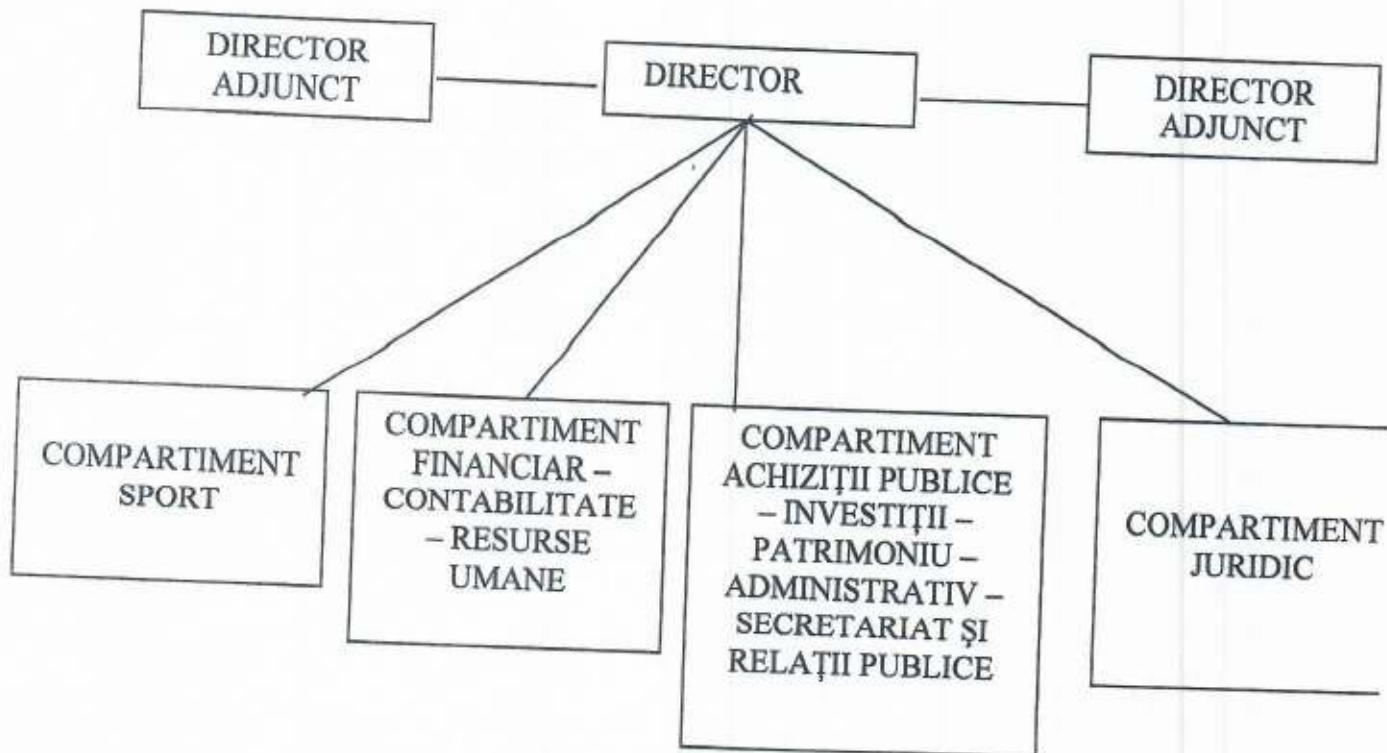 DIRECTOR
ADJUNCT
DIRECTOR
DIRECTOR
ADJUNCT
COMPARTIMENT
SPORT
COMPARTIMENT
FINANCIAR –
CONTABILITATE
– RESURSE
UMANE
COMPARTIMENT
ACHIZIȚII PUBLICE
– INVESTIȚII –
PATRIMONIU –
ADMINISTRATIV –
SECRETARIAT ȘI
RELAȚII PUBLICE
COMPARTIMENT
JURIDIC